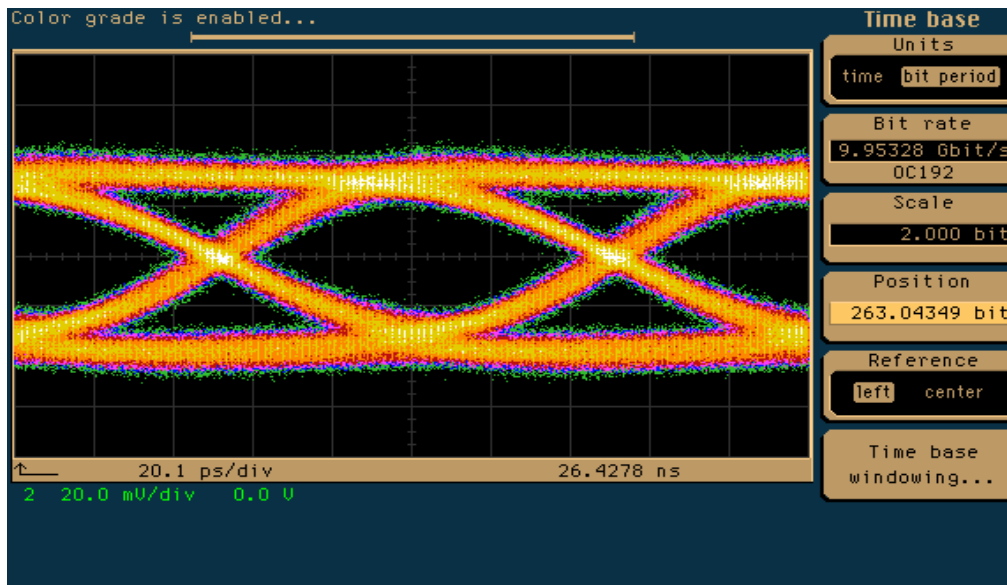 Color grade is enabled...
Time base
Units
time bit period
Bit rate
9.95328 Gbit/s
OC192
Scale
2.000 bit
Position
263.04349 bit
Reference
left center
Time base
windowing...
20.1 ps/div 26.4278 ns
2 20.0 mV/div 0.0 V